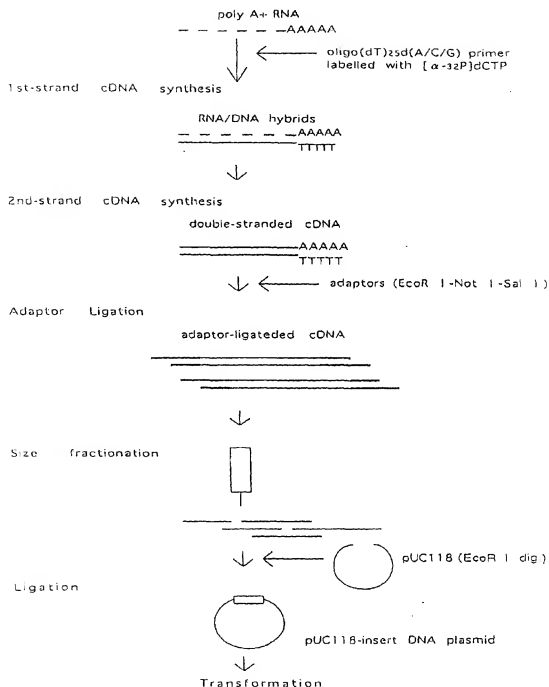 poly A+ RNA
— — — — — —AAAAA
oligo(dT)25d(A/C/G) primer
labelled with [α-32P]dCTP
1st-strand cDNA synthesis
RNA/DNA hybrids
AAAAA
TTTTT
2nd-strand cDNA synthesis
double-stranded cDNA
AAAAA
TTTTT
adaptors (EcoR I-Not I-Sal I)
Adaptor Ligation
adaptor-ligateded cDNA
Size fractionation
pUC118 (EcoR I dig.)
Ligation
pUC118-insert DNA plasmid
Transformation